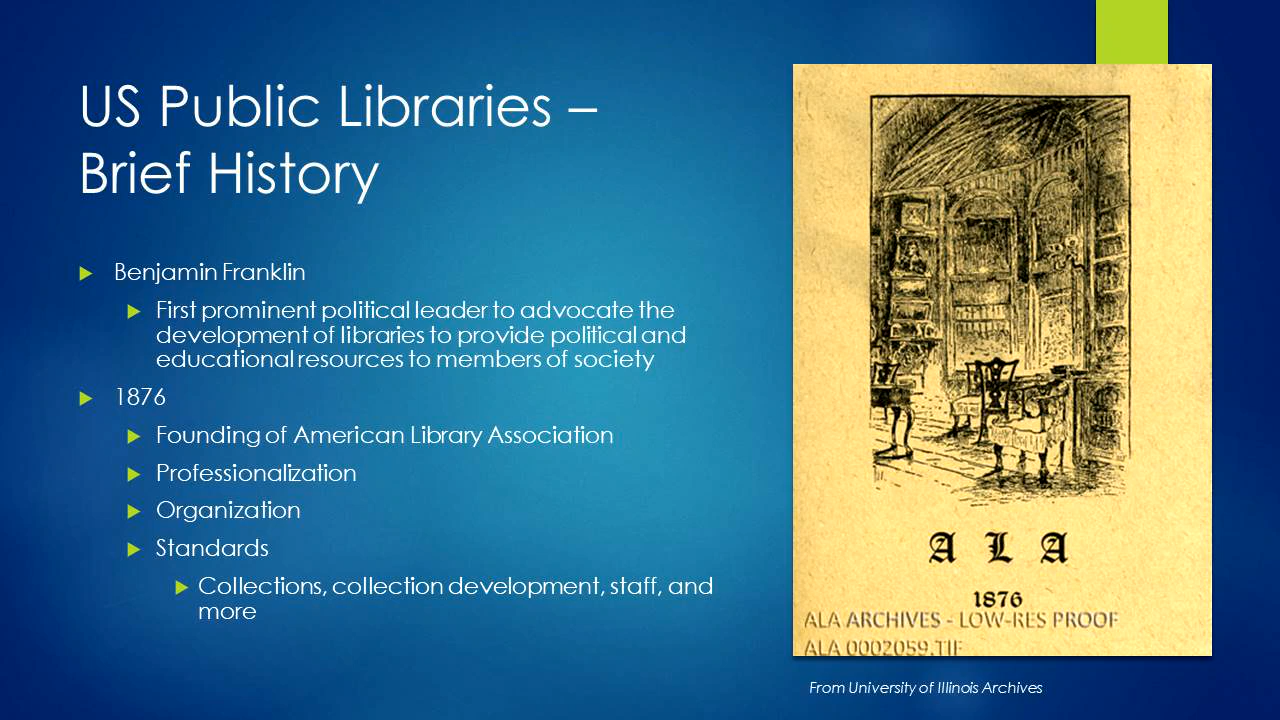 US Public Libraries –
Brief History
Benjamin Franklin
First prominent political leader to advocate the
development of libraries to provide political and
educational resources to members of society
1876
Founding of American Library Association
Professionalization
Organization
Standards
Collections, collection development, staff, and
more
A L A
1876
ALA ARCHIVES - LOW-RES PROOF
ALA 0002059.TIF
From University of Illinois Archives